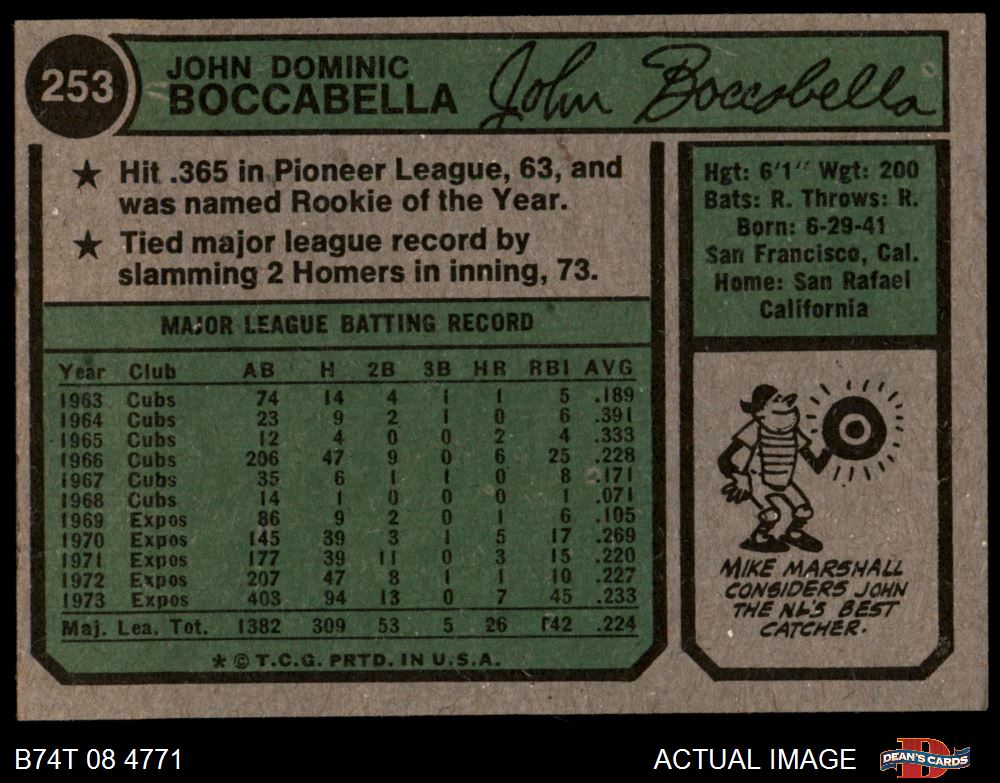 253
JOHN DOMINIC
BOCCABELLA
John Boccabella
★ Hit .365 in Pioneer League, 63, and
was named Rookie of the Year.
★ Tied major league record by
slamming 2 Homers in inning, 73.
MAJOR LEAGUE BATTING RECORD
Year Club AB H 2B 3B HR RBI AVG
1963 Cubs 74 14 4 1 1 5 .189
1964 Cubs 23 9 2 1 0 6 .391
1965 Cubs 12 4 0 0 2 4 .333
1966 Cubs 206 47 9 0 6 25 .228
1967 Cubs 35 6 1 1 0 8 .171
1968 Cubs 14 1 0 0 0 1 .071
1969 Expos 86 9 2 0 1 6 .105
1970 Expos 145 39 3 1 5 17 .269
1971 Expos 177 39 11 0 3 15 .220
1972 Expos 207 47 8 1 1 10 .227
1973 Expos 403 94 13 0 7 45 .233
Maj. Lea. Tot. 1382 309 53 5 26 142 .224
* © T.C.G. PRTD. IN U.S.A.
Hgt: 6'1" Wgt: 200
Bats: R. Throws: R.
Born: 6-29-41
San Francisco, Cal.
Home: San Rafael
California
MIKE MARSHALL
CONSIDERS JOHN
THE NL'S BEST
CATCHER.
B74T 08 4771
ACTUAL IMAGE
DEAN'S CARDS